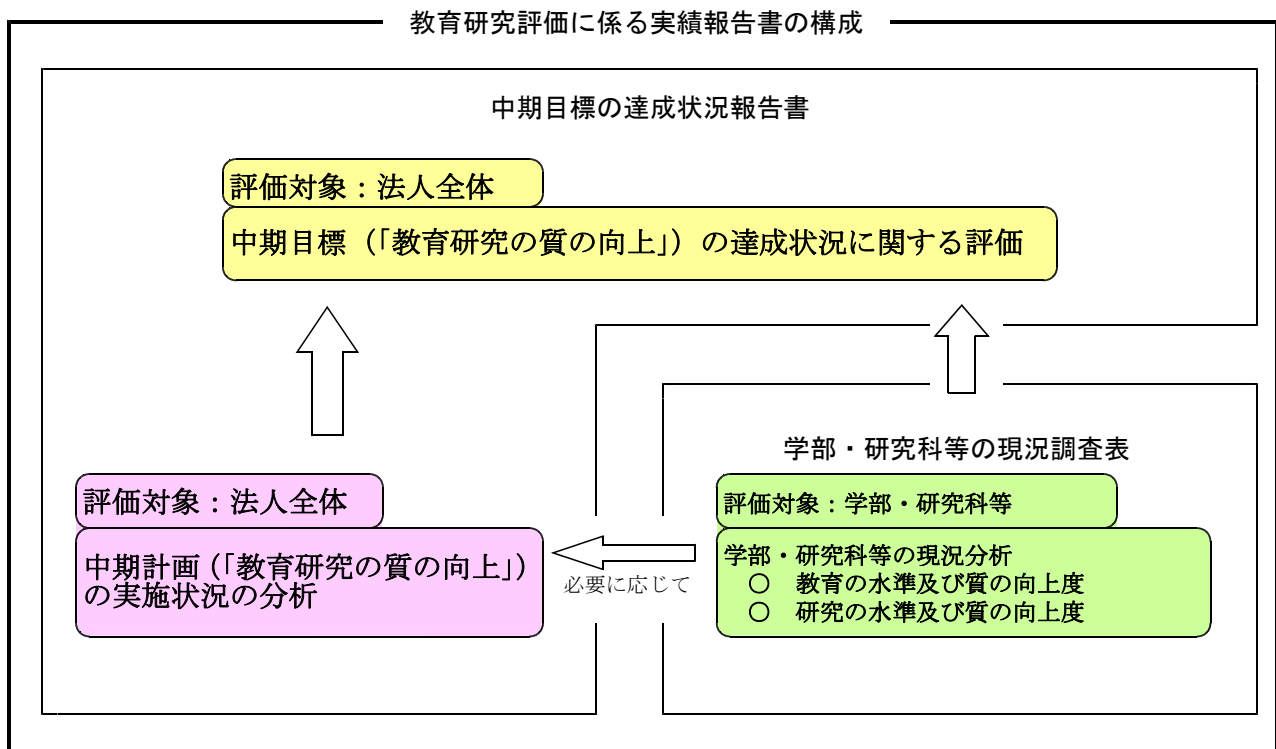 教育研究評価に係る実績報告書の構成
中期目標の達成状況報告書
評価対象：法人全体
中期目標（「教育研究の質の向上」）の達成状況に関する評価
評価対象：法人全体
中期計画（「教育研究の質の向上」）
の実施状況の分析
必要に応じて
学部・研究科等の現況調査表
評価対象：学部・研究科等
学部・研究科等の現況分析
○　教育の水準及び質の向上度
○　研究の水準及び質の向上度